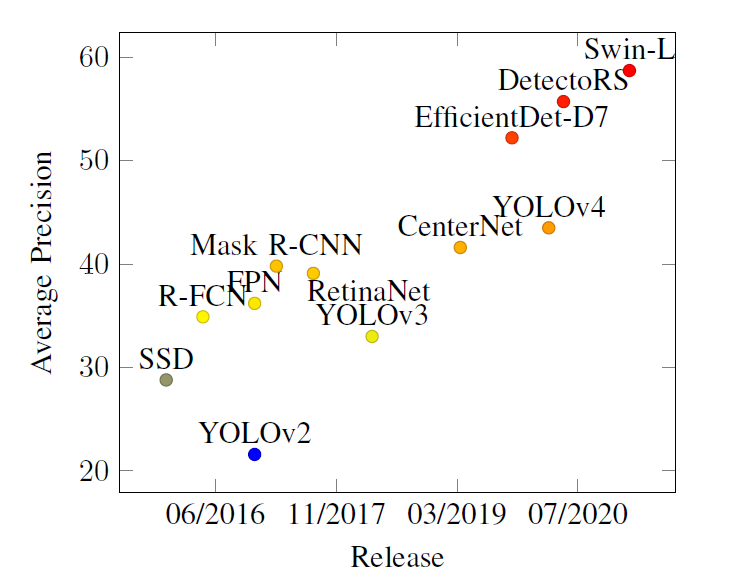 60
50
40
30
20
Average Precision
Swin-L
DetectoRS
EfficientDet-D7
YOLOv4
CenterNet
Mask R-CNN
FPN
R-FCN
RetinaNet
YOLOv3
SSD
YOLOv2
06/2016 11/2017 03/2019 07/2020
Release